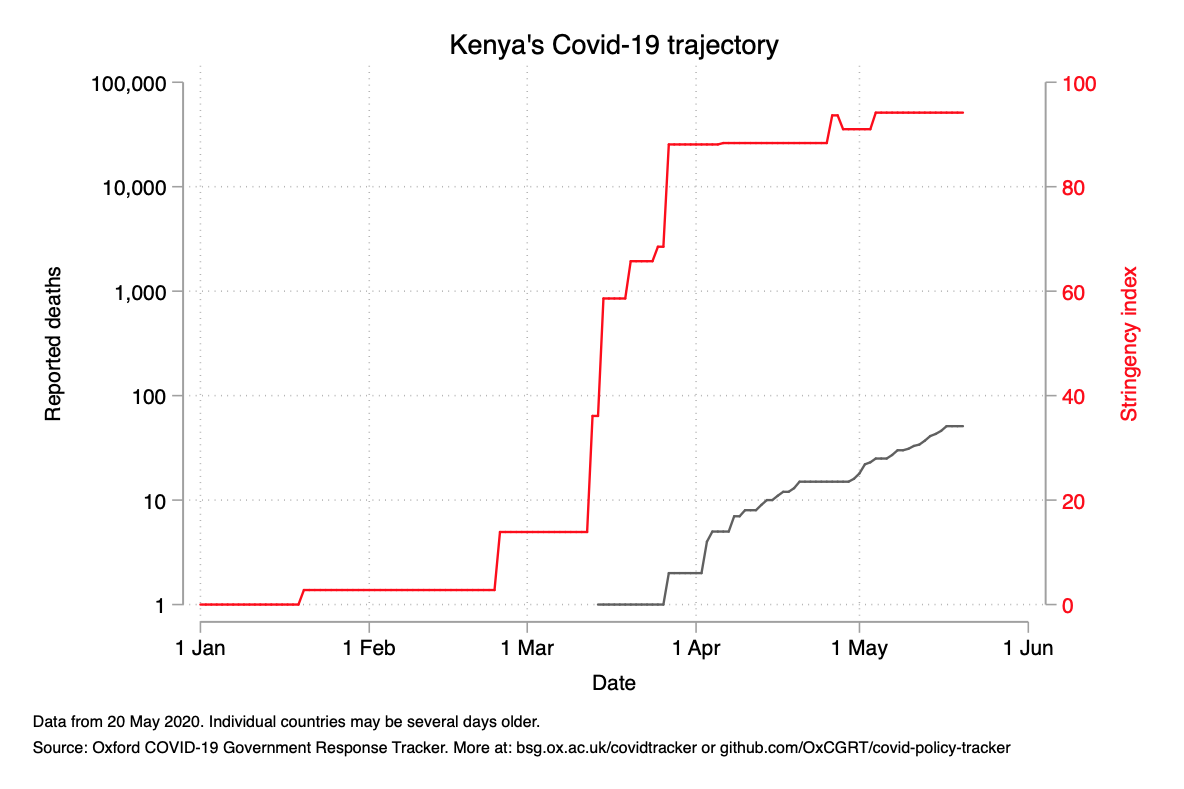 Kenya's Covid-19 trajectory
100,000
10,000
1,000
100
10
1
Reported deaths
100
80
60
40
20
0
Stringency index
1 Jan
1 Feb
1 Mar
1 Apr
1 May
1 Jun
Date
Data from 20 May 2020. Individual countries may be several days older.
Source: Oxford COVID-19 Government Response Tracker. More at: bsg.ox.ac.uk/covidtracker or github.com/OxCGRT/covid-policy-tracker